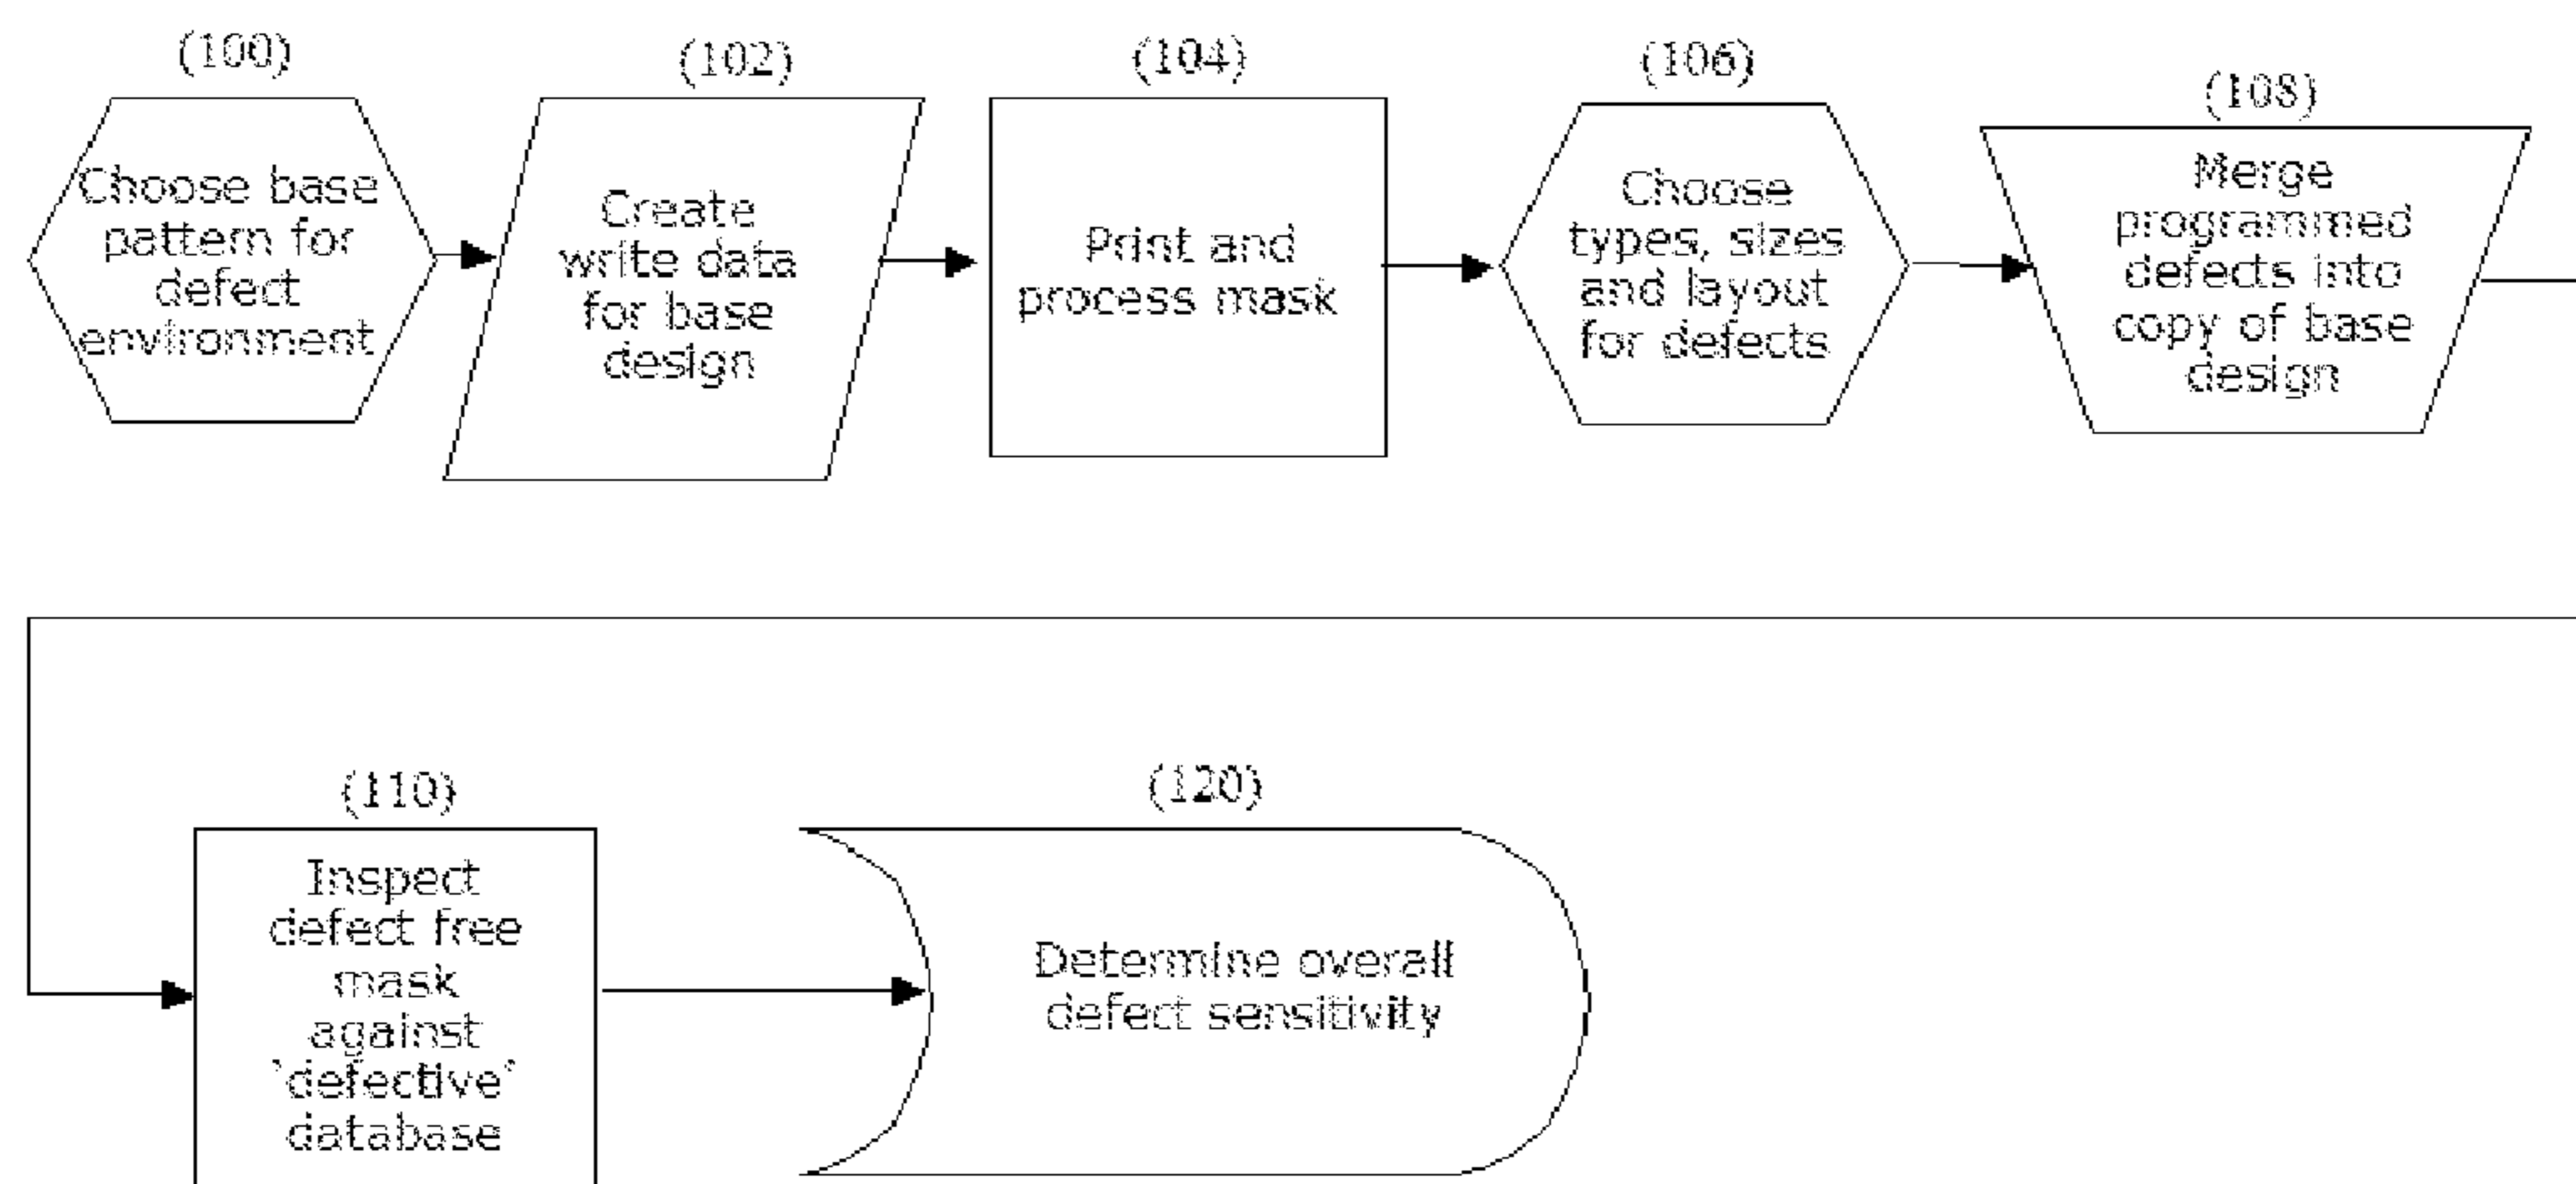 (100)
Choose base
pattern for
defect
environment
(102)
Create
write data
for base
design
(104)
Print and
process mask
(106)
Choose
types, sizes
and layout
for defects
(108)
Merge
programmed
defects into
copy of base
design
(110)
Inspect
defect free
mask
against
`defective´
database
(120)
Determine overall
defect sensitivity